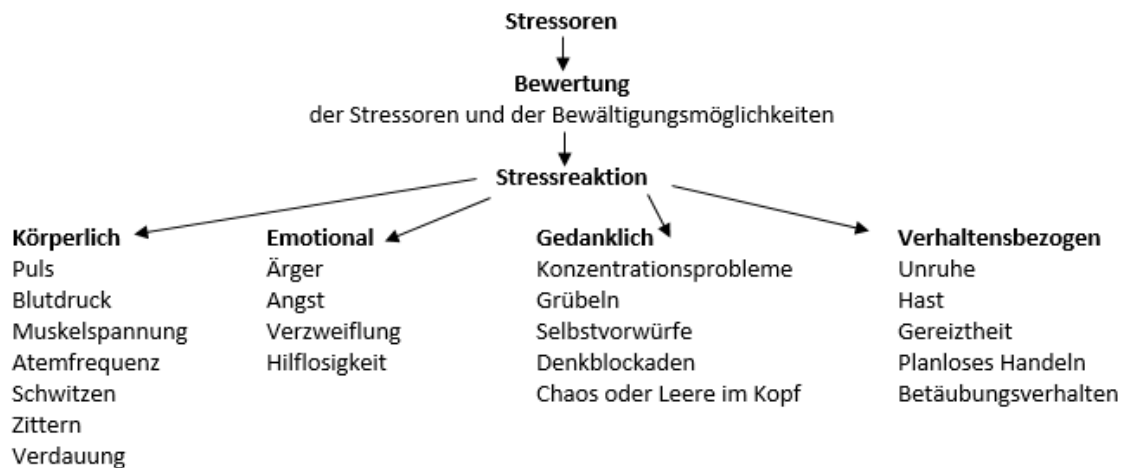 Stressoren
Bewertung
der Stressoren und der Bewältigungsmöglichkeiten
Stressreaktion
Körperlich
Puls
Blutdruck
Muskelspannung
Atemfrequenz
Schwitzen
Zittern
Verdauung
Emotional
Ärger
Angst
Verzweiflung
Hilflosigkeit
Gedanklich
Konzentrationsprobleme
Grübeln
Selbstvorwürfe
Denkblockaden
Chaos oder Leere im Kopf
Verhaltensbezogen
Unruhe
Hast
Gereiztheit
Planloses Handeln
Betäubungsverhalten